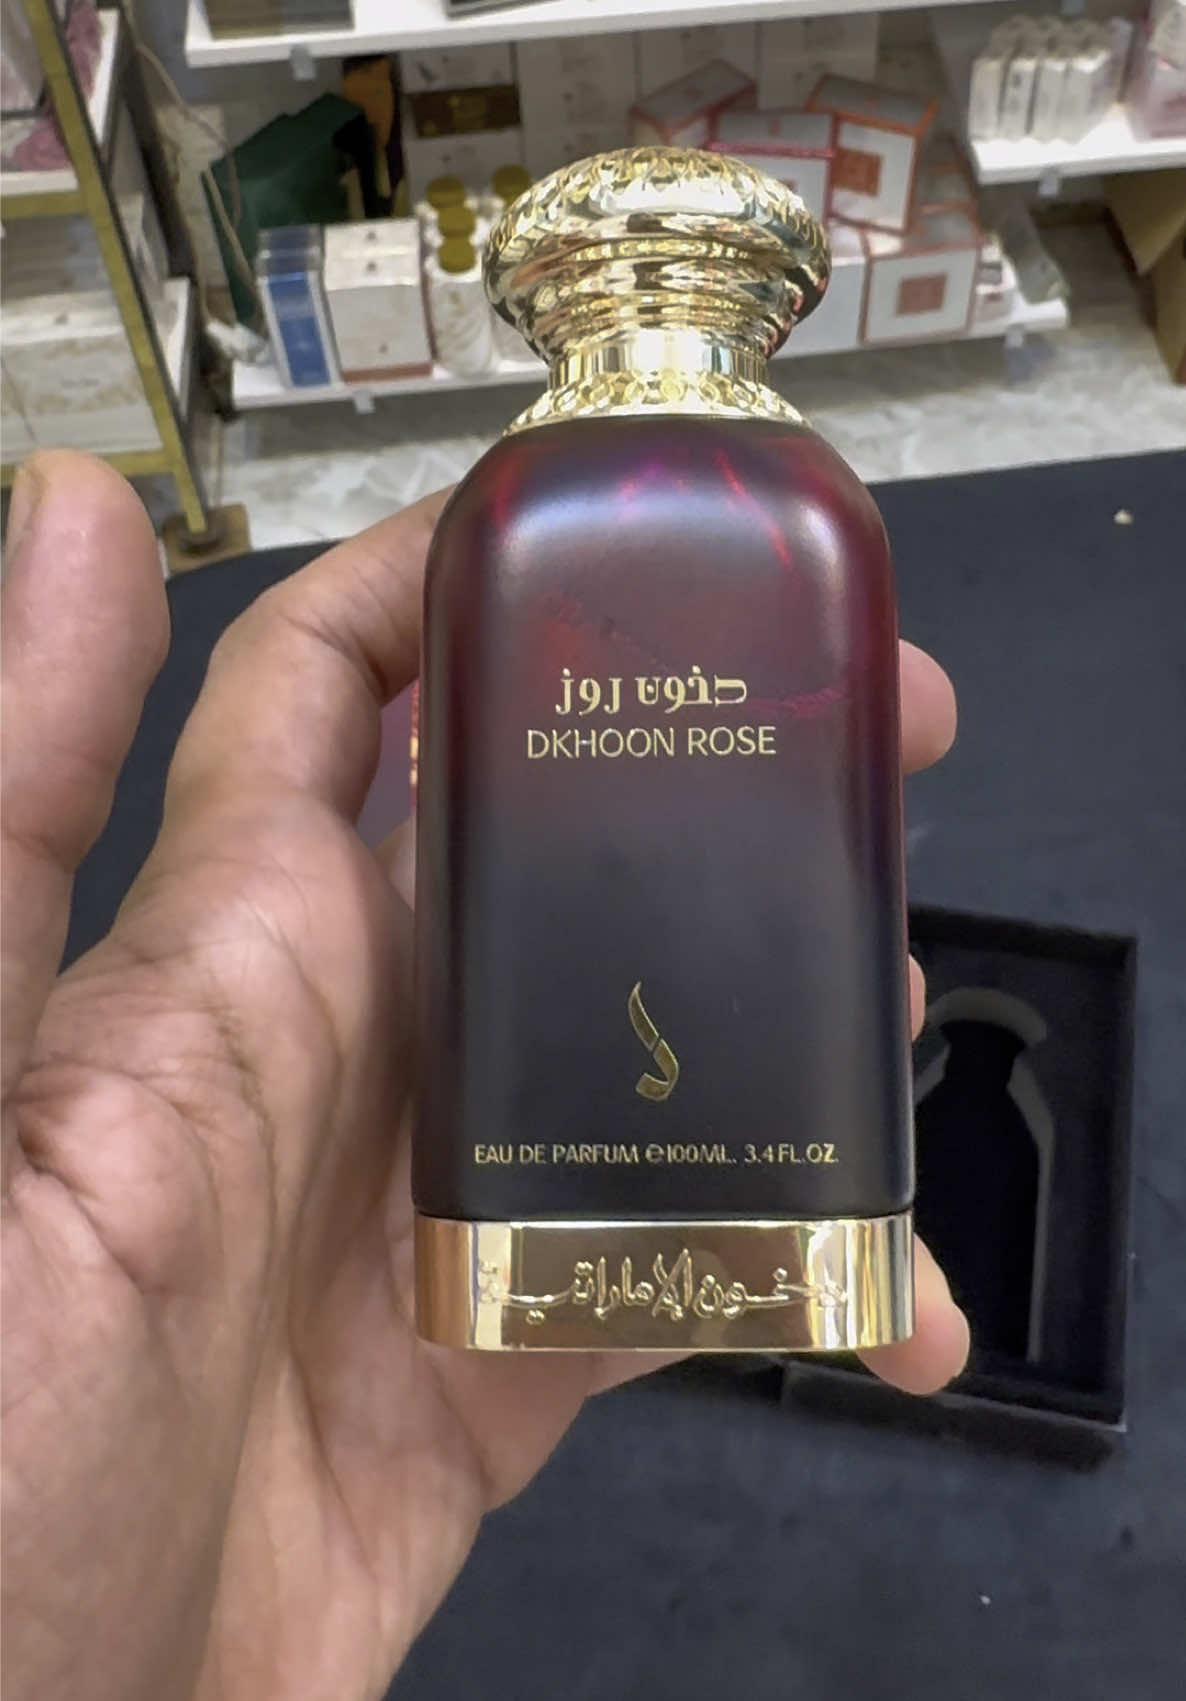 دخون روز
DKHOON ROSE
د
EAU DE PARFUM ℮100ML. 3.4 FL.OZ.
دخون الإماراتية